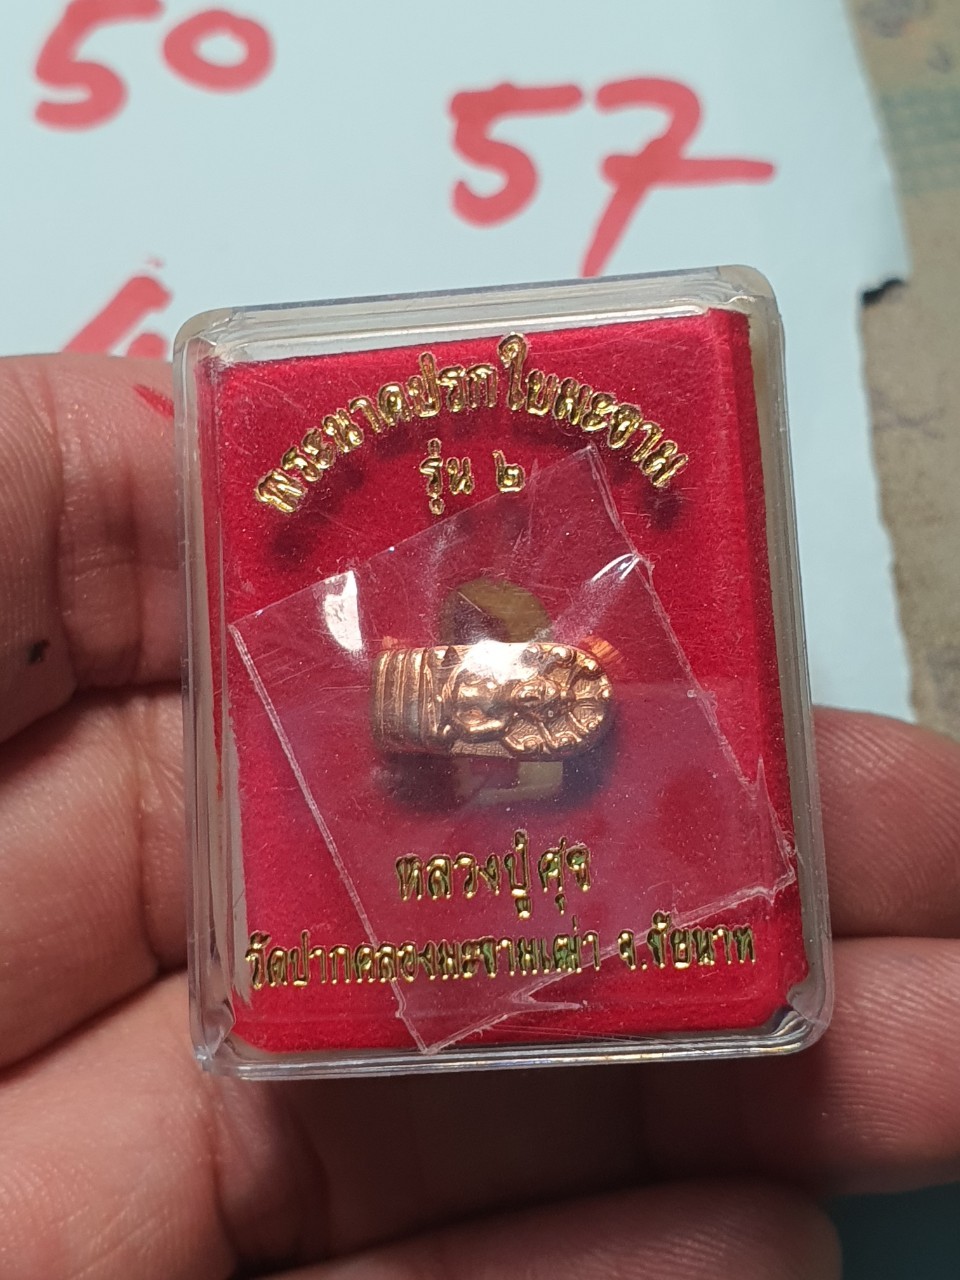 50
57
พระนาคปรกใบมะขาม
รุ่น ๒
หลวงปู่ศุข
วัดปากคลองมะขามเฒ่า จ.ชัยนาท